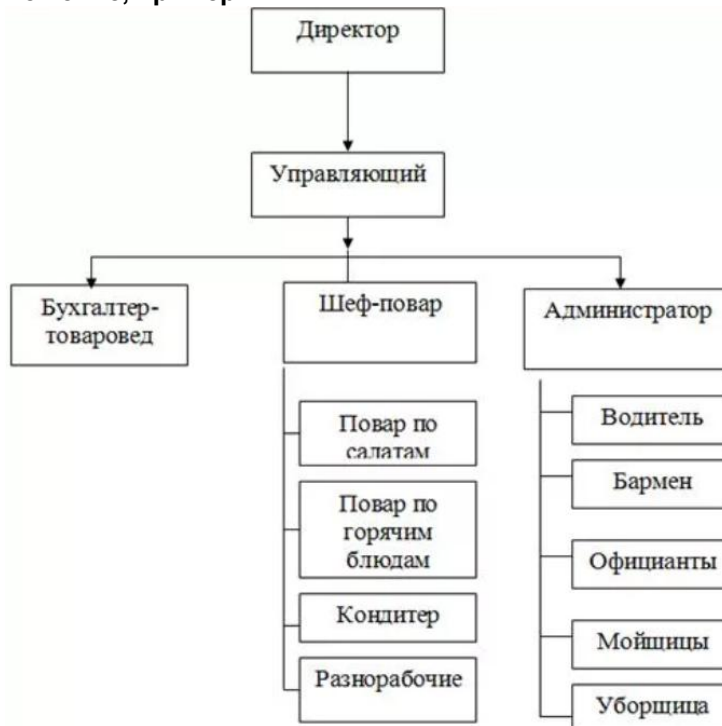 Директор
Управляющий
Бухгалтер-
товаровед
Шеф-повар
Администратор
Повар по
салатам
Повар по
горячим
блюдам
Кондитер
Разнорабочие
Водитель
Бармен
Официанты
Мойщицы
Уборщица